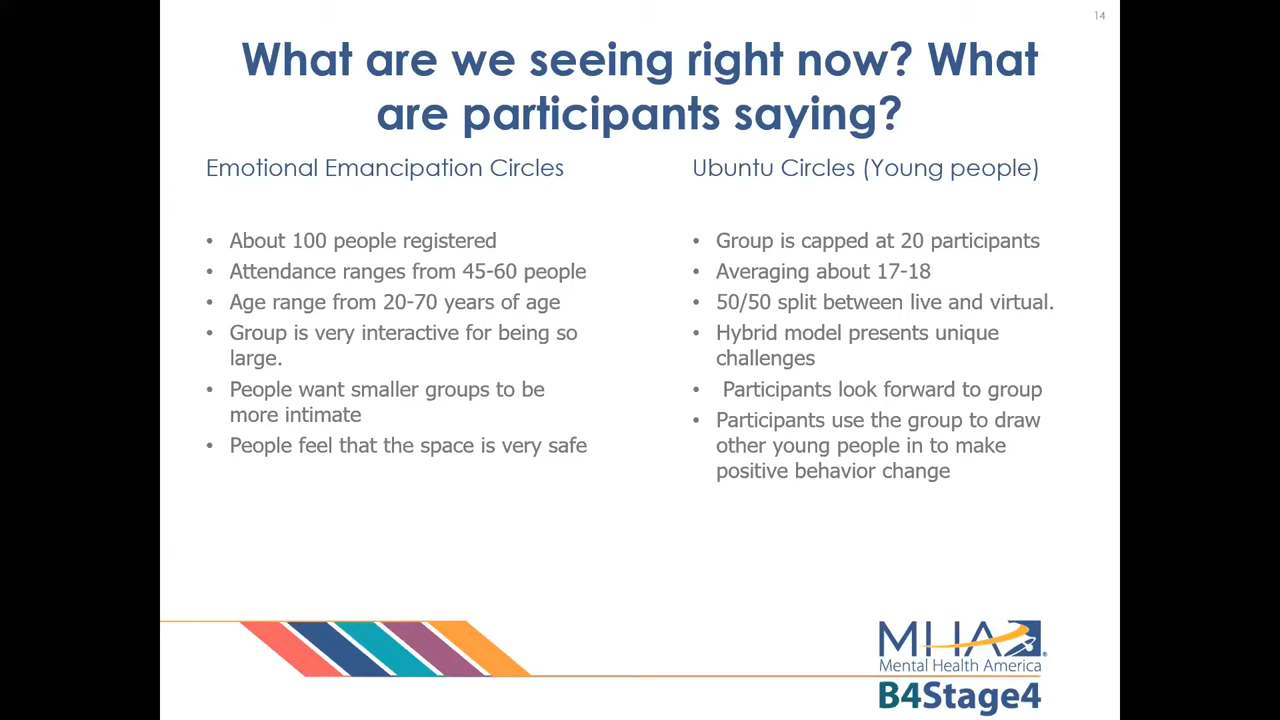 14
What are we seeing right now? What
are participants saying?
Emotional Emancipation Circles
• About 100 people registered
• Attendance ranges from 45-60 people
• Age range from 20-70 years of age
• Group is very interactive for being so
large.
• People want smaller groups to be
more intimate
• People feel that the space is very safe
Ubuntu Circles (Young people)
• Group is capped at 20 participants
• Averaging about 17-18
• 50/50 split between live and virtual.
• Hybrid model presents unique
challenges
• Participants look forward to group
• Participants use the group to draw
other young people in to make
positive behavior change
MHA
Mental Health America
B4Stage4